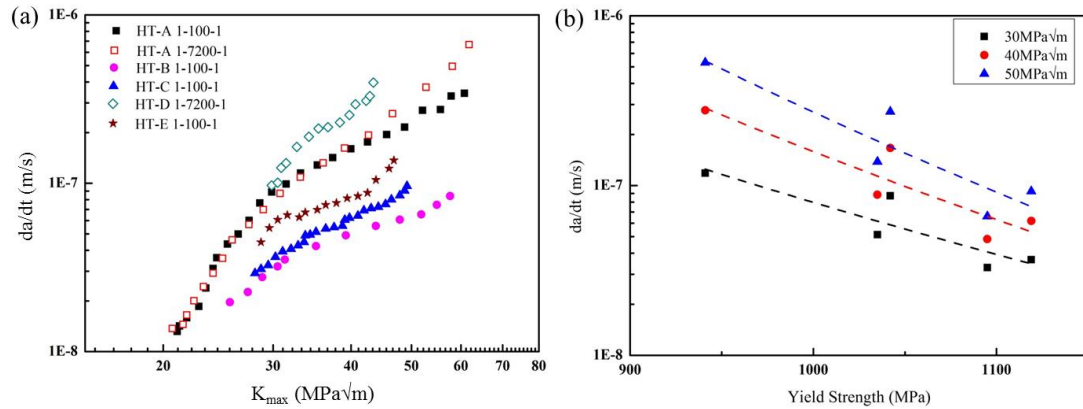 (a)
1E-6
1E-7
1E-8
da/dt (m/s)
HT-A 1-100-1
HT-A 1-7200-1
HT-B 1-100-1
HT-C 1-100-1
HT-D 1-7200-1
HT-E 1-100-1
20
30
40
50
60
70
80
Kmax (MPa√m)
(b)
1E-6
1E-7
1E-8
da/dt (m/s)
30MPa√m
40MPa√m
50MPa√m
900
1000
1100
Yield Strength (MPa)